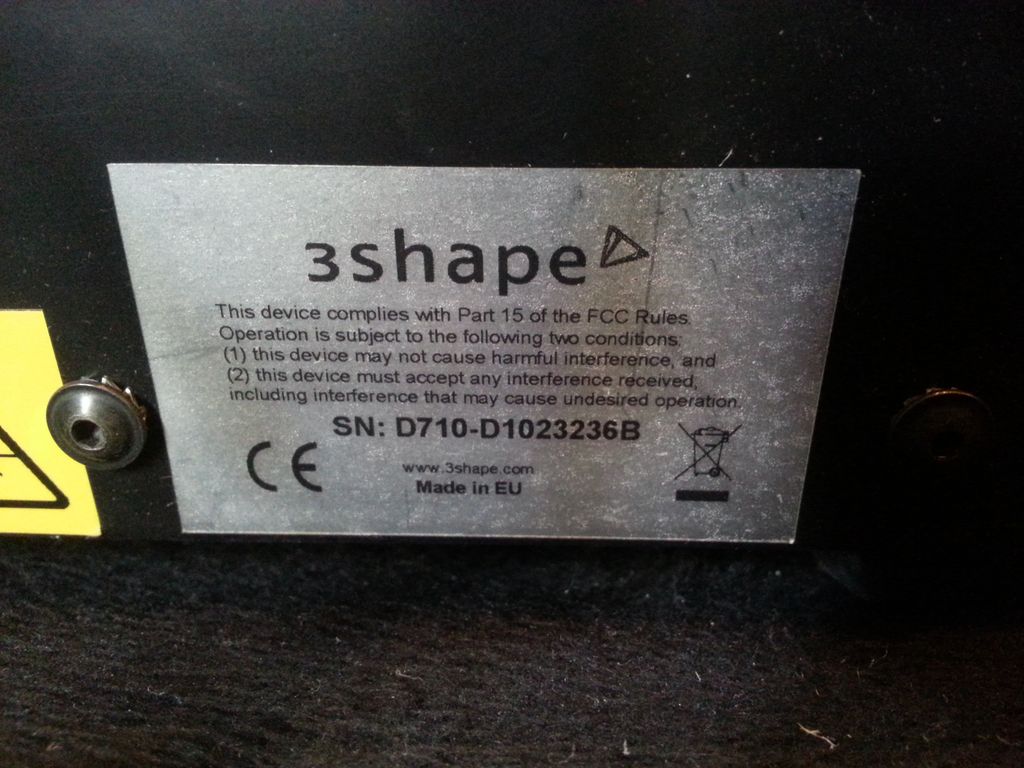 3shape
This device complies with Part 15 of the FCC Rules.
Operation is subject to the following two conditions:
(1) this device may not cause harmful interference, and
(2) this device must accept any interference received,
including interference that may cause undesired operation.
SN: D710-D1023236B
CE
www.3shape.com
Made in EU